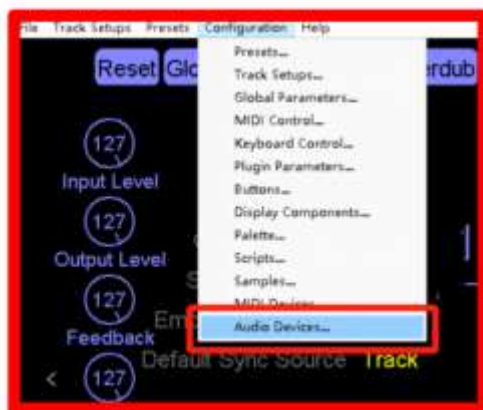 File Track Setups Presets Configuration Help
Presets...
Track Setups...
Global Parameters...
MIDI Control...
Keyboard Control...
Plugin Parameters...
Buttons...
Display Components...
Palette...
Scripts...
Samples...
MIDI Devices...
Audio Devices...
Reset Glo
erdub
127
Input Level
127
Output Level
127
Feedback
Em
Default Sync Source Track
< 127